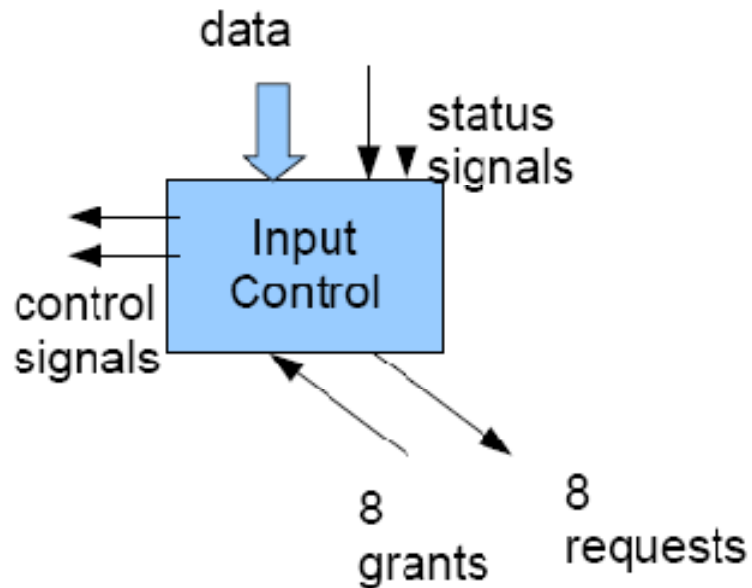 data
status
signals
Input
Control
control
signals
8
grants
8
requests